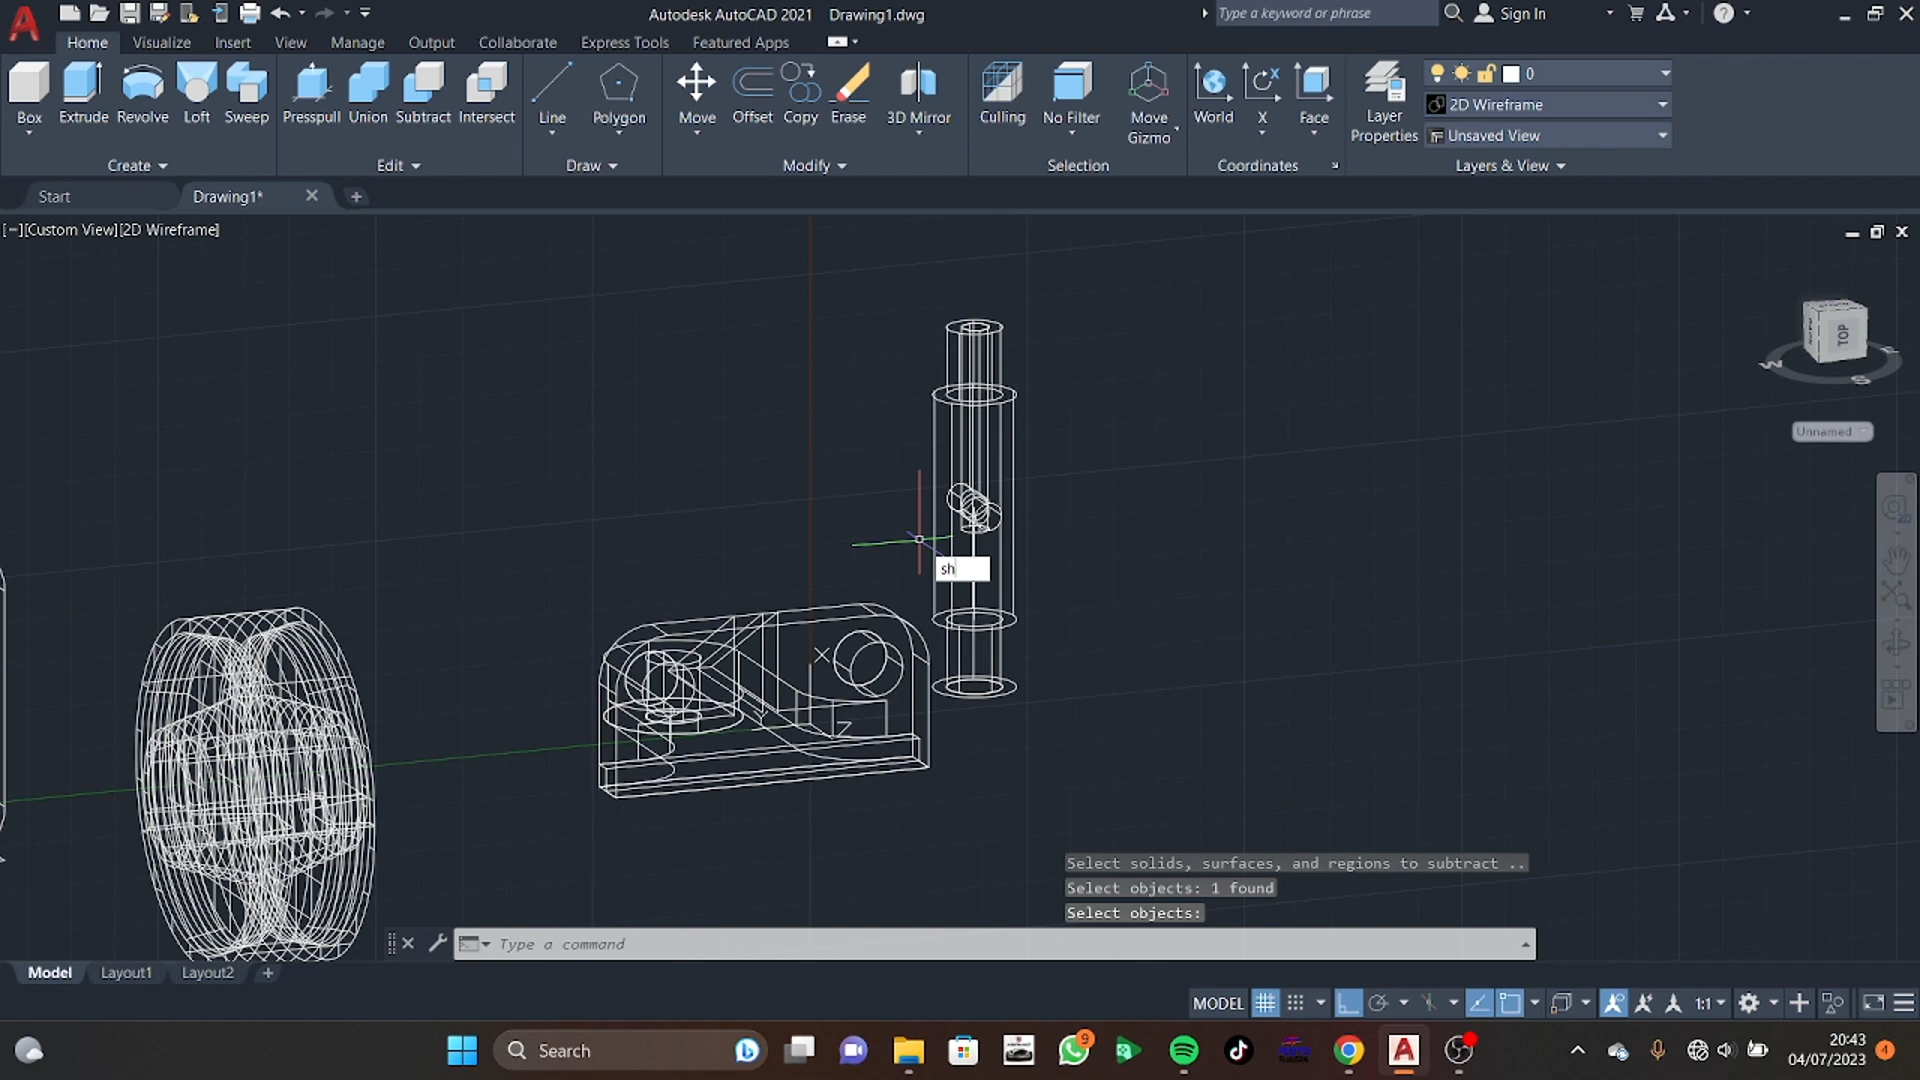 Autodesk AutoCAD 2021 Drawing1.dwg
Type a keyword or phrase
Sign In
Home Visualize Insert View Manage Output Collaborate Express Tools Featured Apps
Box Extrude Revolve Loft Sweep Presspull Union Subtract Intersect Line Polygon Move Offset Copy Erase 3D Mirror Culling No Filter Move Gizmo World X Face Layer Properties
0
2D Wireframe
Unsaved View
Create Edit Draw Modify Selection Coordinates Layers & View
Start Drawing1*
[−][Custom View][2D Wireframe]
TOP
W
S
Unnamed
sh
X
Y
Z
Select solids, surfaces, and regions to subtract ..
Select objects: 1 found
Select objects:
Type a command
Model Layout1 Layout2
MODEL 1:1
Search
9
20:43
04/07/2023
4